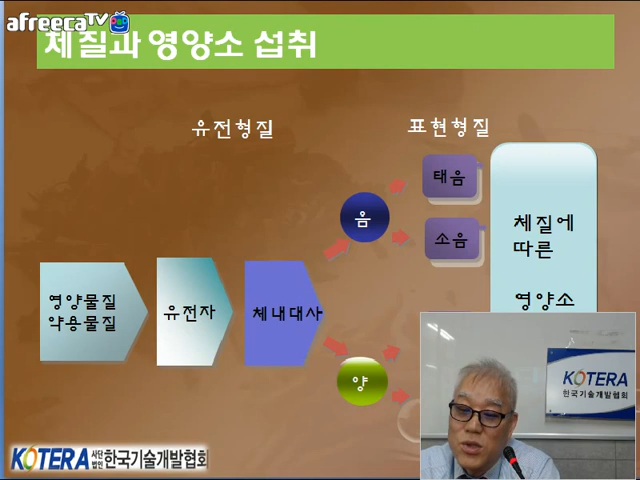 afreecaTV
체질과 영양소 섭취
유전형질
표현형질
태음
음
소음
체질에
따른
영양소
영양물질
약용물질
유전자
체내대사
양
KOTERA
한국기술개발협회
KOTERA 사단법인 한국기술개발협회